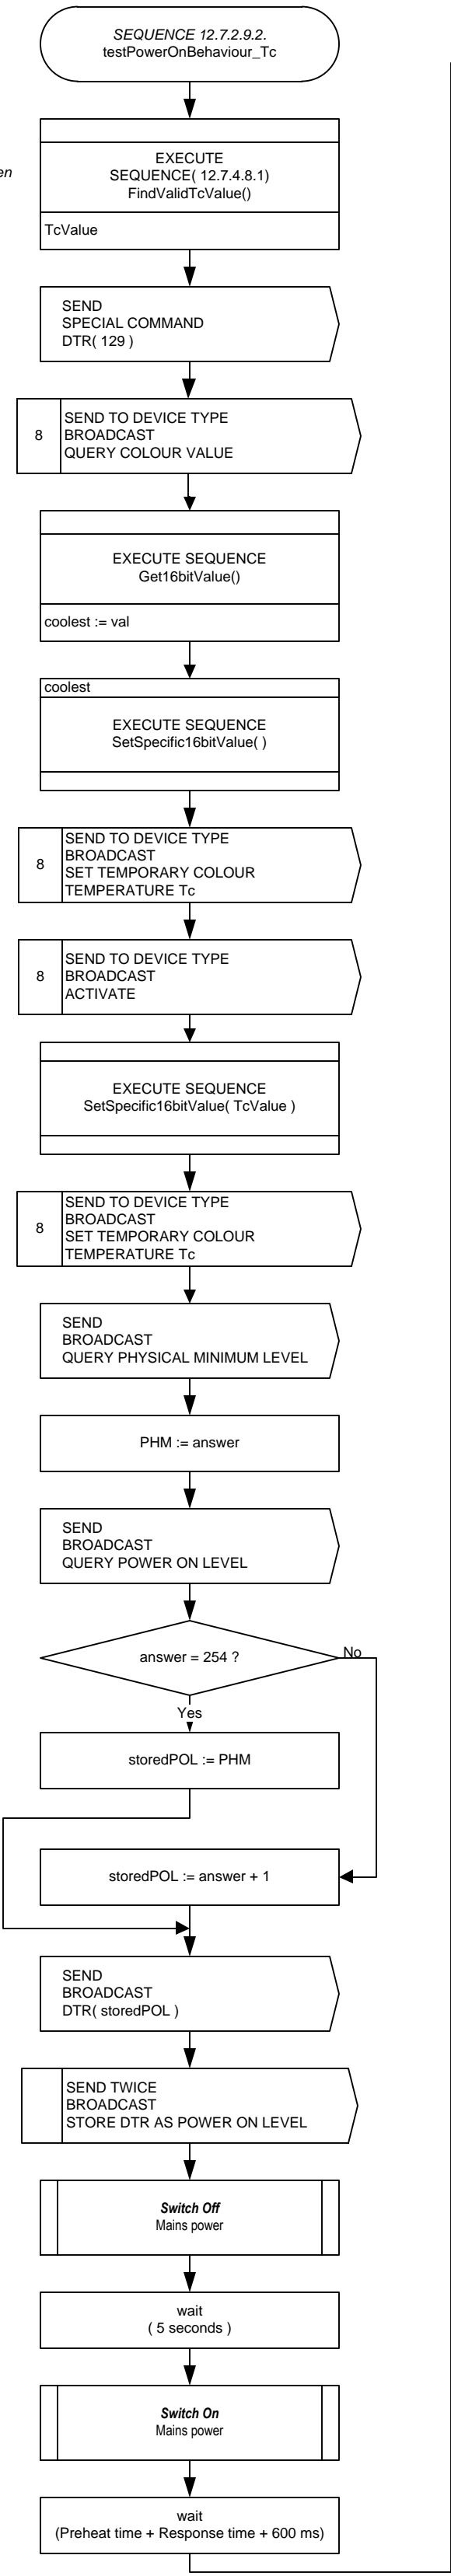 SEQUENCE 12.7.2.9.2.
testPowerOnBehaviour_Tc
en
EXECUTE
SEQUENCE( 12.7.4.8.1)
FindValidTcValue()
TcValue
SEND
SPECIAL COMMAND
DTR( 129 )
8
SEND TO DEVICE TYPE
BROADCAST
QUERY COLOUR VALUE
EXECUTE SEQUENCE
Get16bitValue()
coolest := val
coolest
EXECUTE SEQUENCE
SetSpecific16bitValue( )
8
SEND TO DEVICE TYPE
BROADCAST
SET TEMPORARY COLOUR
TEMPERATURE Tc
8
SEND TO DEVICE TYPE
BROADCAST
ACTIVATE
EXECUTE SEQUENCE
SetSpecific16bitValue( TcValue )
8
SEND TO DEVICE TYPE
BROADCAST
SET TEMPORARY COLOUR
TEMPERATURE Tc
SEND
BROADCAST
QUERY PHYSICAL MINIMUM LEVEL
PHM := answer
SEND
BROADCAST
QUERY POWER ON LEVEL
answer = 254 ?
No
Yes
storedPOL := PHM
storedPOL := answer + 1
SEND
BROADCAST
DTR( storedPOL )
SEND TWICE
BROADCAST
STORE DTR AS POWER ON LEVEL
Switch Off
Mains power
wait
( 5 seconds )
Switch On
Mains power
wait
(Preheat time + Response time + 600 ms)